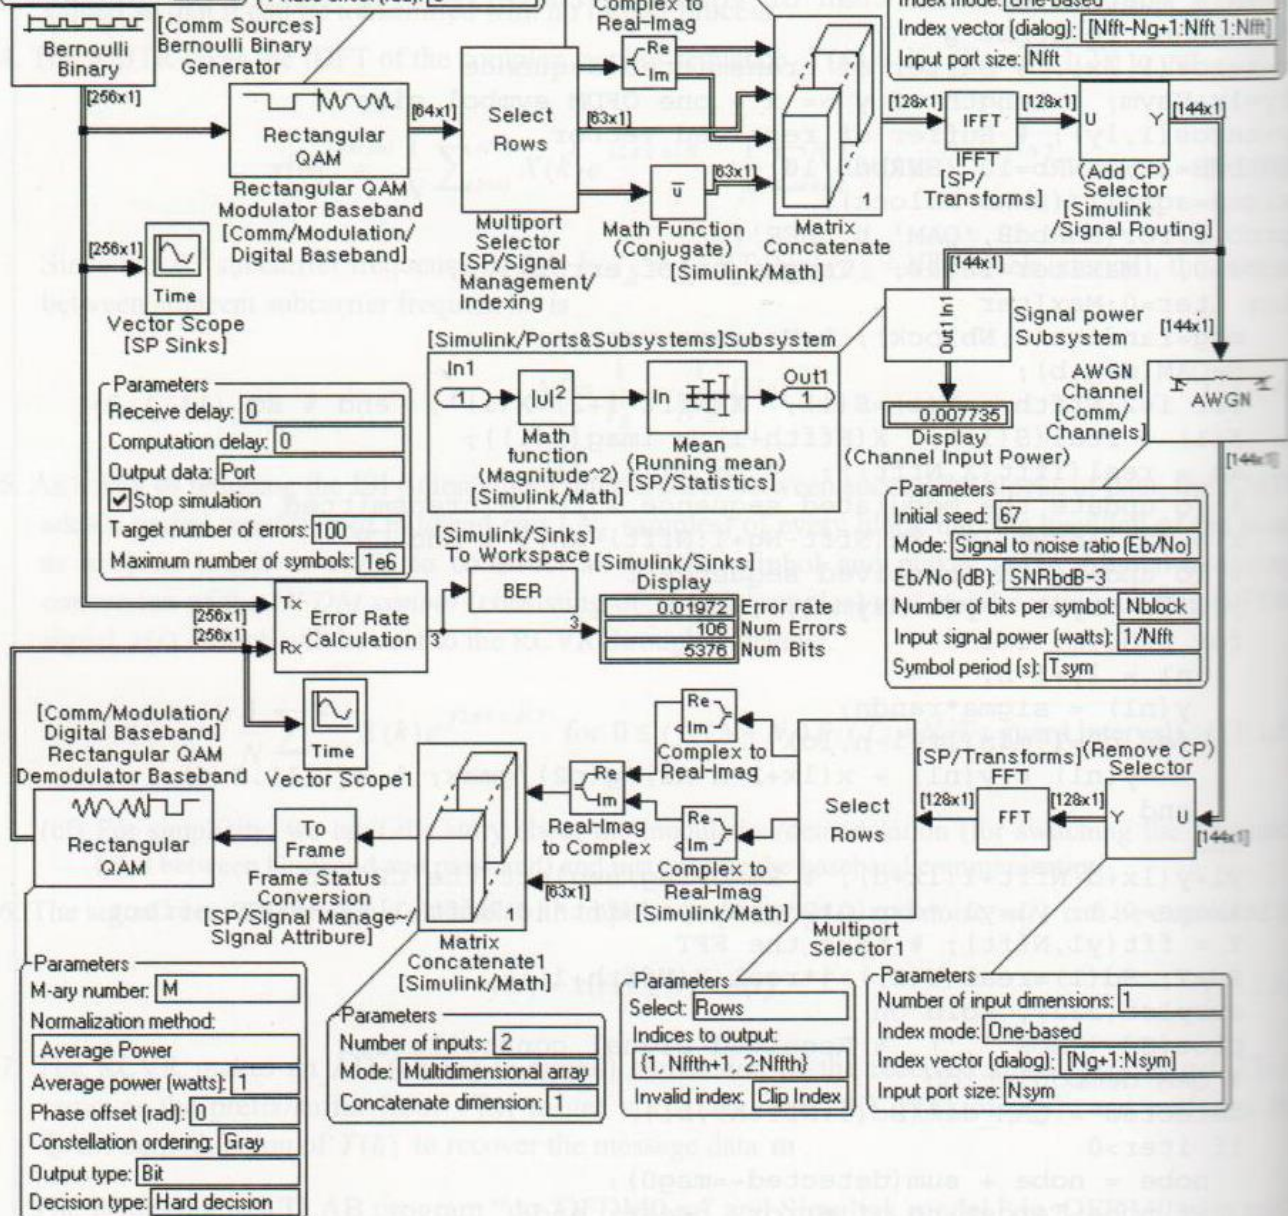 Bernoulli
Binary
[Comm Sources]
Bernoulli Binary
Generator
Complex to
Real-Imag
Re
Im
Index vector (dialog): [Nfft-Ng+1:Nfft 1:Nfft]
Input port size: Nfft
[256x1]
Rectangular
QAM
[64x1]
Select
Rows
[63x1]
[63x1]
u
[128x1]
IFFT
[128x1]
U
Y
[144x1]
Rectangular QAM
Modulator Baseband
[Comm/Modulation/
Digital Baseband]
Multiport
Selector
[SP/Signal
Management/
Indexing
Math Function
(Conjugate)
[Simulink/Math]
Matrix
Concatenate
IFFT
[SP/
Transforms]
(Add CP)
Selector
[Simulink
/Signal Routing]
[256x1]
Time
Vector Scope
[SP Sinks]
[144x1]
Out1 In1
Signal power
Subsystem
[144x1]
[Simulink/Ports&Subsystems]Subsystem
In1
|u|²
In
Out1
1
Math
function
(Magnitude^2)
[Simulink/Math]
Mean
(Running mean)
[SP/Statistics]
0.007735
Display
(Channel Input Power)
AWGN
Channel
[Comm/
Channels]
AWGN
[144x1]
Parameters
Receive delay: 0
Computation delay: 0
Output data: Port
Stop simulation
Target number of errors: 100
Maximum number of symbols: 1e6
Parameters
Initial seed: 67
Mode: Signal to noise ratio (Eb/No)
Eb/No (dB): SNRbdB-3
Number of bits per symbol: Nblock
Input signal power (watts): 1/Nfft
Symbol period (s): Tsym
[Simulink/Sinks]
To Workspace
BER
[Simulink/Sinks]
Display
0.01972 Error rate
106 Num Errors
5376 Num Bits
[256x1]
[256x1]
Tx
Rx
Error Rate
Calculation
3
3
Time
Vector Scope1
[Comm/Modulation/
Digital Baseband]
Rectangular QAM
Demodulator Baseband
Rectangular
QAM
To
Frame
Frame Status
Conversion
[SP/Signal Manage-/
Signal Attribure]
1
Matrix
Concatenate1
[Simulink/Math]
Re
Im
Real-Imag
to Complex
Re
Im
Complex to
Real-Imag
Re
Im
Complex to
Real-Imag
[Simulink/Math]
[63x1]
Select
Rows
Multiport
Selector1
[SP/Transforms]
FFT
[128x1]
FFT
[128x1]
(Remove CP)
Selector
Y
U
[144x1]
Parameters
M-ary number: M
Normalization method:
Average Power
Average power (watts): 1
Phase offset (rad): 0
Constellation ordering: Gray
Output type: Bit
Decision type: Hard decision
Parameters
Number of inputs: 2
Mode: Multidimensional array
Concatenate dimension: 1
Parameters
Select: Rows
Indices to output:
{1, Nffth+1, 2:Nffth}
Invalid index: Clip Index
Parameters
Number of input dimensions: 1
Index mode: One-based
Index vector (dialog): [Ng+1:Nsym]
Input port size: Nsym